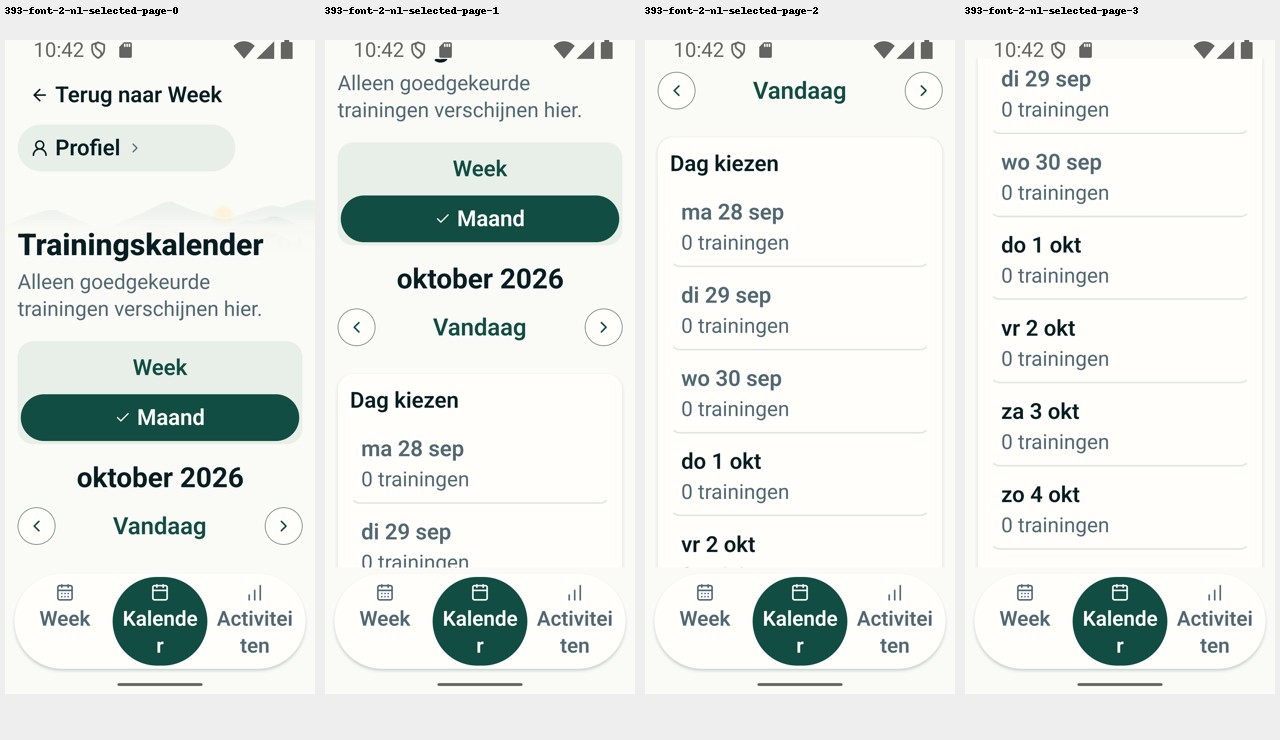 393-font-2-nl-selected-page-0
10:42
Terug naar Week
Profiel
Trainingskalender
Alleen goedgekeurde
trainingen verschijnen hier.
Week
Maand
oktober 2026
Vandaag
Week
Kalende
r
Activitei
ten
393-font-2-nl-selected-page-1
10:42
Alleen goedgekeurde
trainingen verschijnen hier.
Week
Maand
oktober 2026
Vandaag
Dag kiezen
ma 28 sep
0 trainingen
di 29 sep
0 trainingen
Week
Kalende
r
Activitei
ten
393-font-2-nl-selected-page-2
10:42
Vandaag
Dag kiezen
ma 28 sep
0 trainingen
di 29 sep
0 trainingen
wo 30 sep
0 trainingen
do 1 okt
0 trainingen
vr 2 okt
Week
Kalende
r
Activitei
ten
393-font-2-nl-selected-page-3
10:42
di 29 sep
0 trainingen
wo 30 sep
0 trainingen
do 1 okt
0 trainingen
vr 2 okt
0 trainingen
za 3 okt
0 trainingen
zo 4 okt
0 trainingen
Week
Kalende
r
Activitei
ten